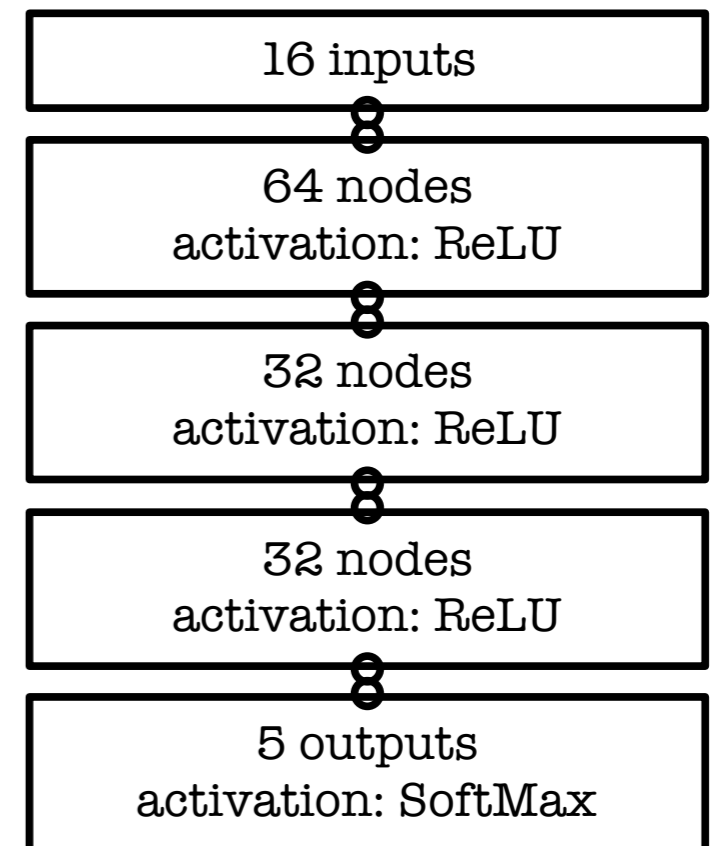 16 inputs
64 nodes
activation: ReLU
32 nodes
activation: ReLU
32 nodes
activation: ReLU
5 outputs
activation: SoftMax